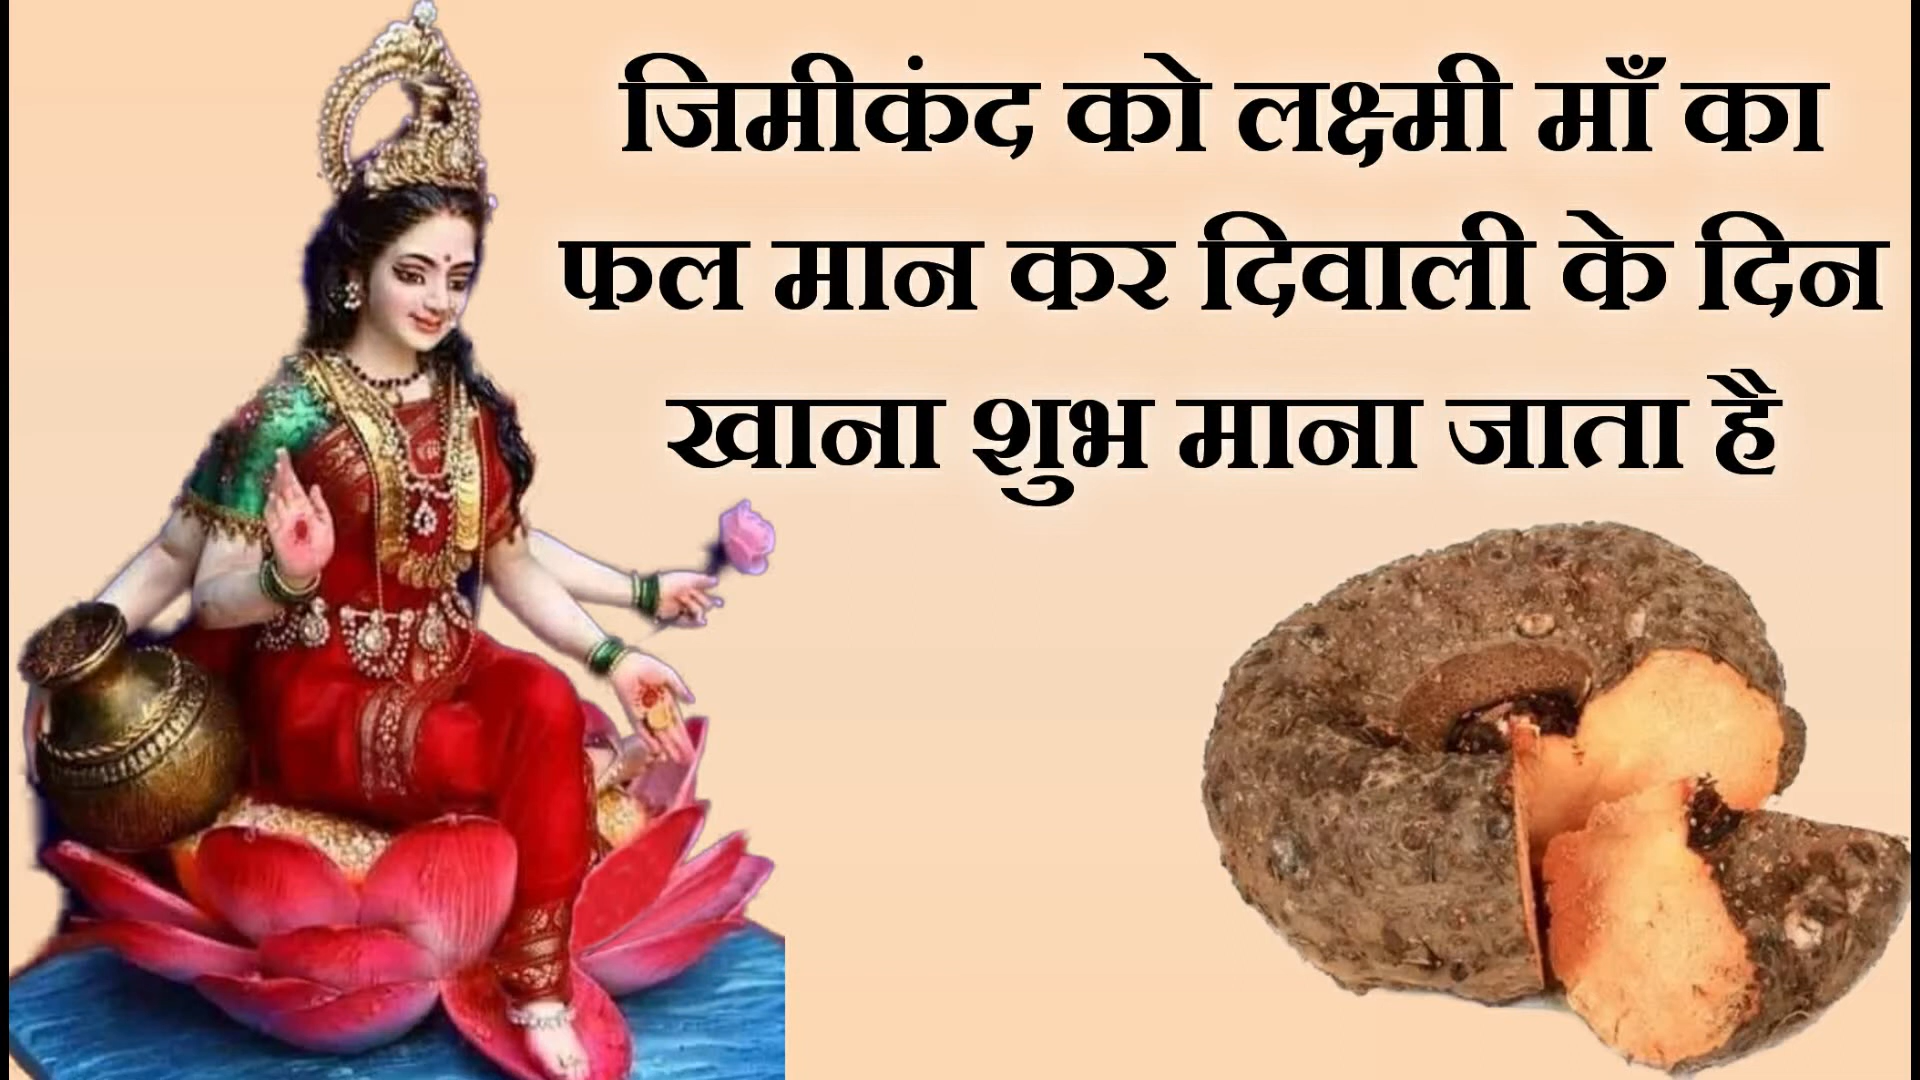 जिमीकंद को लक्ष्मी माँ का
फल मान कर दिवाली के दिन
खाना शुभ माना जाता है